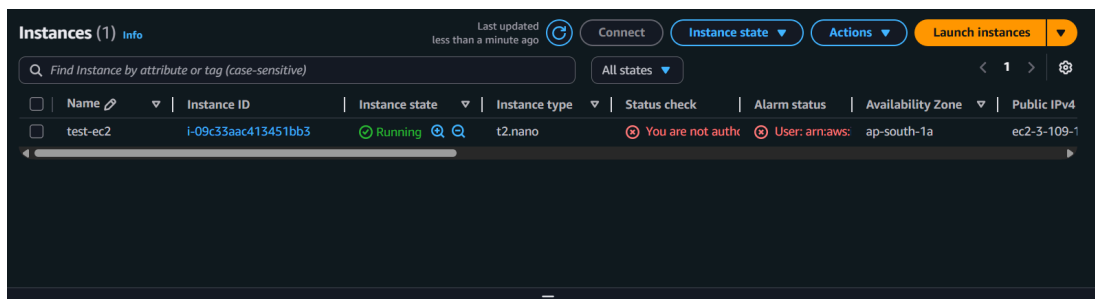 Instances (1) Info
Last updated
less than a minute ago
Connect
Instance state
Actions
Launch instances
Find Instance by attribute or tag (case-sensitive)
All states
1
Name
Instance ID
Instance state
Instance type
Status check
Alarm status
Availability Zone
Public IPv4
test-ec2
i-09c33aac413451bb3
Running
t2.nano
You are not autho
User: arn:aws:
ap-south-1a
ec2-3-109-1